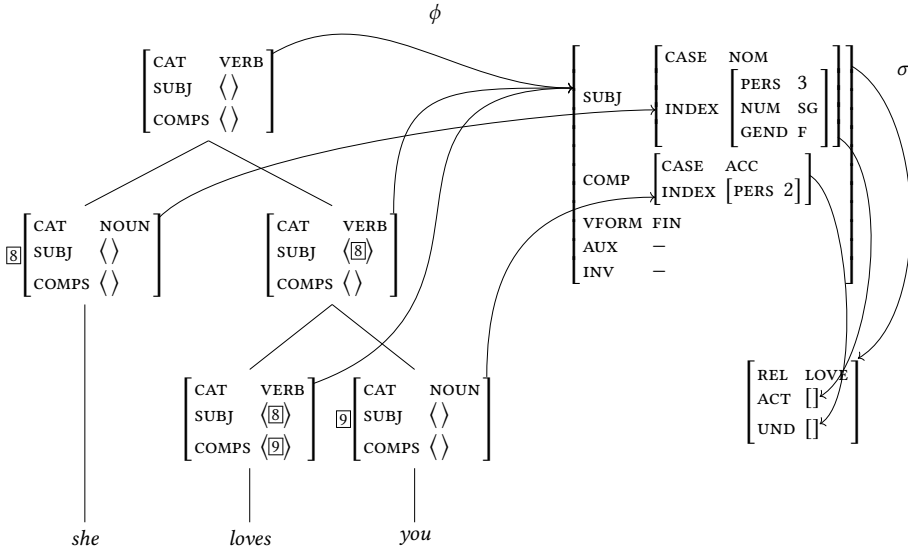 ϕ
CAT VERB
SUBJ ⟨⟩
COMPS ⟨⟩
SUBJ
CASE NOM
INDEX
PERS 3
NUM SG
GEND F
σ
COMP
CASE ACC
INDEX [PERS 2]
VFORM FIN
AUX −
INV −
8
CAT NOUN
SUBJ ⟨⟩
COMPS ⟨⟩
CAT VERB
SUBJ ⟨8⟩
COMPS ⟨⟩
CAT VERB
SUBJ ⟨8⟩
COMPS ⟨9⟩
9
CAT NOUN
SUBJ ⟨⟩
COMPS ⟨⟩
REL LOVE
ACT []
UND []
she loves you